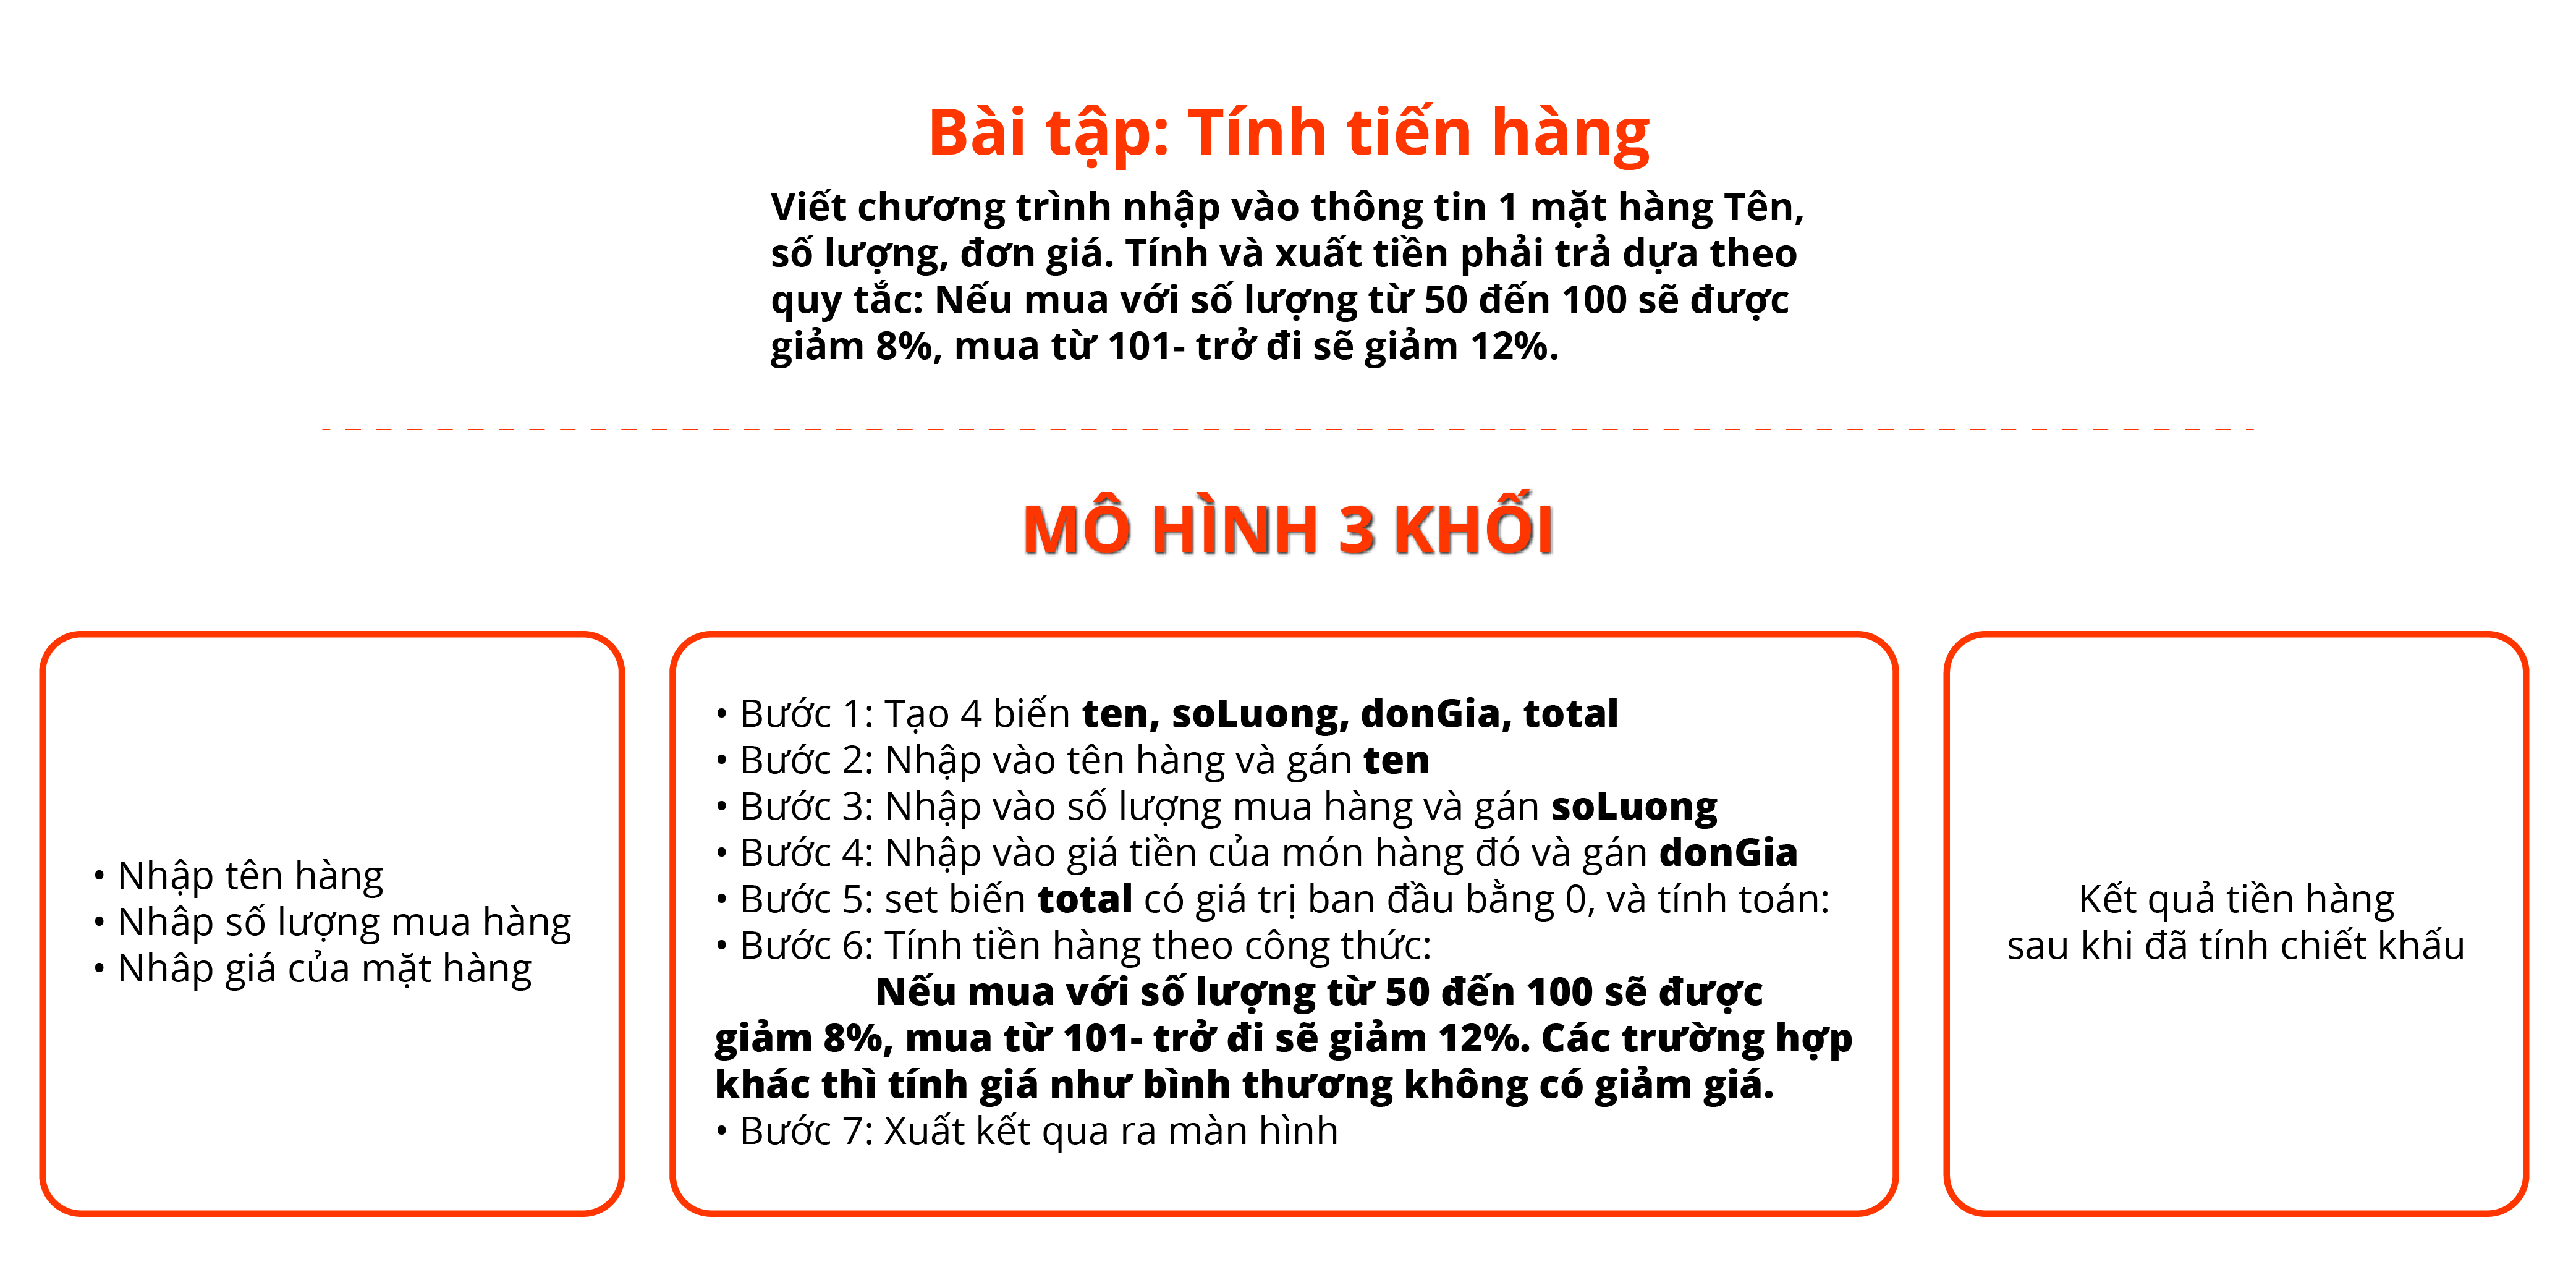 Bài tập: Tính tiến hàng
Viết chương trình nhập vào thông tin 1 mặt hàng Tên,
số lượng, đơn giá. Tính và xuất tiền phải trả dựa theo
quy tắc: Nếu mua với số lượng từ 50 đến 100 sẽ được
giảm 8%, mua từ 101- trở đi sẽ giảm 12%.
MÔ HÌNH 3 KHỐI
• Nhập tên hàng
• Nhâp số lượng mua hàng
• Nhâp giá của mặt hàng
• Bước 1: Tạo 4 biến ten, soLuong, donGia, total
• Bước 2: Nhập vào tên hàng và gán ten
• Bước 3: Nhập vào số lượng mua hàng và gán soLuong
• Bước 4: Nhập vào giá tiền của món hàng đó và gán donGia
• Bước 5: set biến total có giá trị ban đầu bằng 0, và tính toán:
• Bước 6: Tính tiền hàng theo công thức:
Nếu mua với số lượng từ 50 đến 100 sẽ được
giảm 8%, mua từ 101- trở đi sẽ giảm 12%. Các trường hợp
khác thì tính giá như bình thương không có giảm giá.
• Bước 7: Xuất kết qua ra màn hình
Kết quả tiền hàng
sau khi đã tính chiết khấu